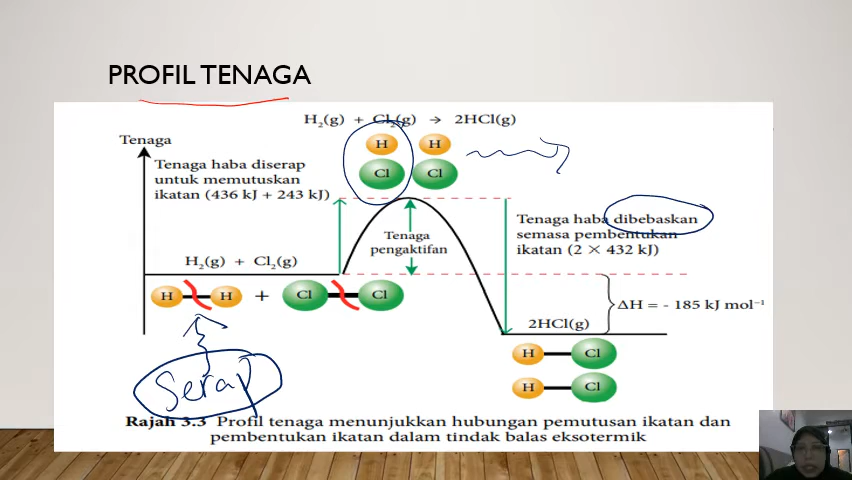 PROFIL TENAGA
H₂(g) + Cl₂(g) → 2HCl(g)
Tenaga
H H
Cl Cl
Tenaga haba diserap
untuk memutuskan
ikatan (436 kJ + 243 kJ)
Tenaga haba dibebaskan
semasa pembentukan
ikatan (2 × 432 kJ)
Tenaga
pengaktifan
H₂(g) + Cl₂(g)
H H + Cl Cl
ΔH = - 185 kJ mol⁻¹
2HCl(g)
H Cl
H Cl
Serap
Rajah 3.3 Profil tenaga menunjukkan hubungan pemutusan ikatan dan
pembentukan ikatan dalam tindak balas eksotermik